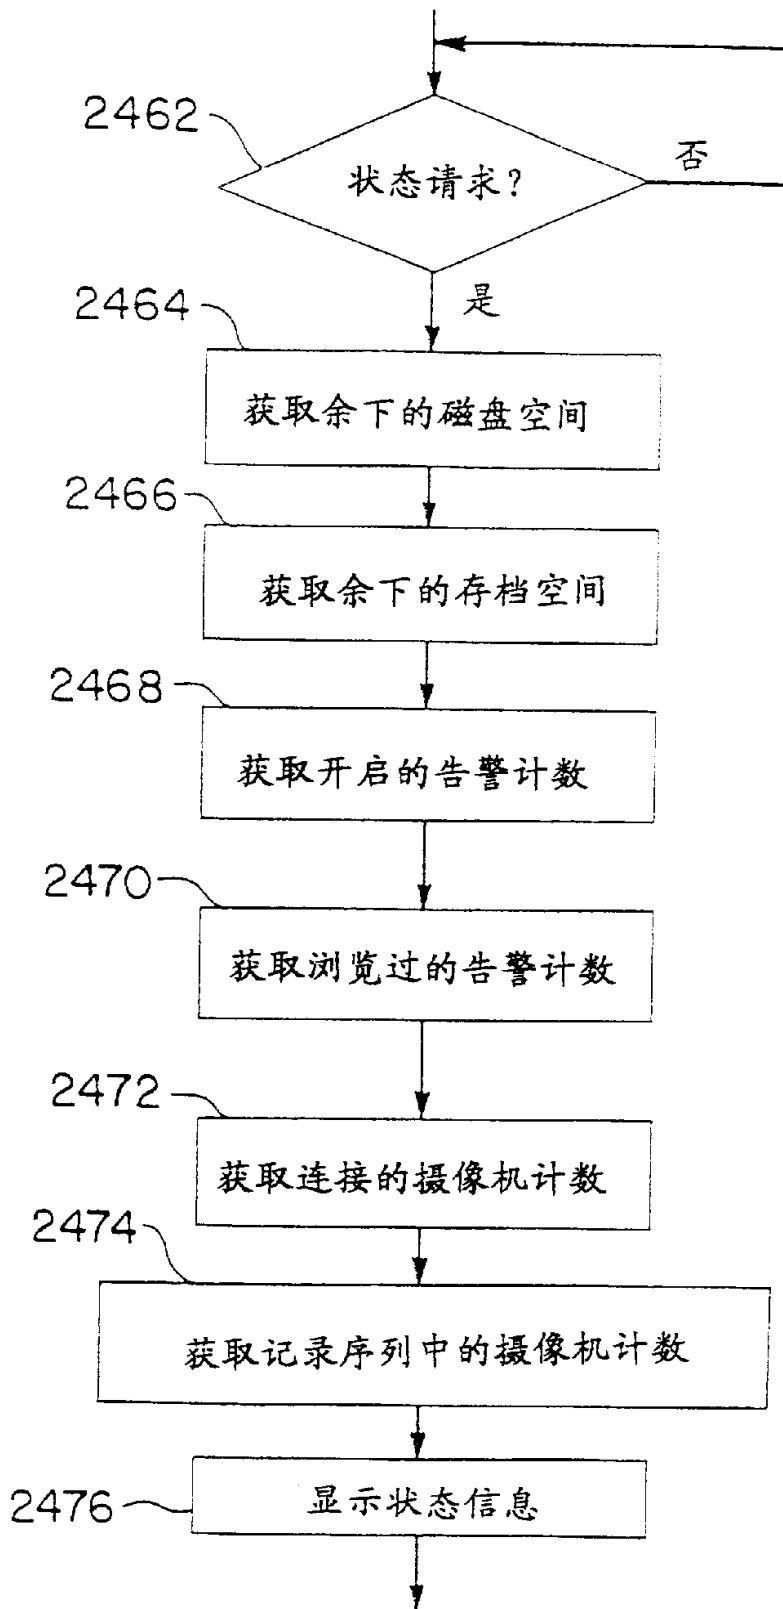 2462
状态请求?
否
是
2464
获取余下的磁盘空间
2466
获取余下的存档空间
2468
获取开启的告警计数
2470
获取浏览过的告警计数
2472
获取连接的摄像机计数
2474
获取记录序列中的摄像机计数
2476
显示状态信息